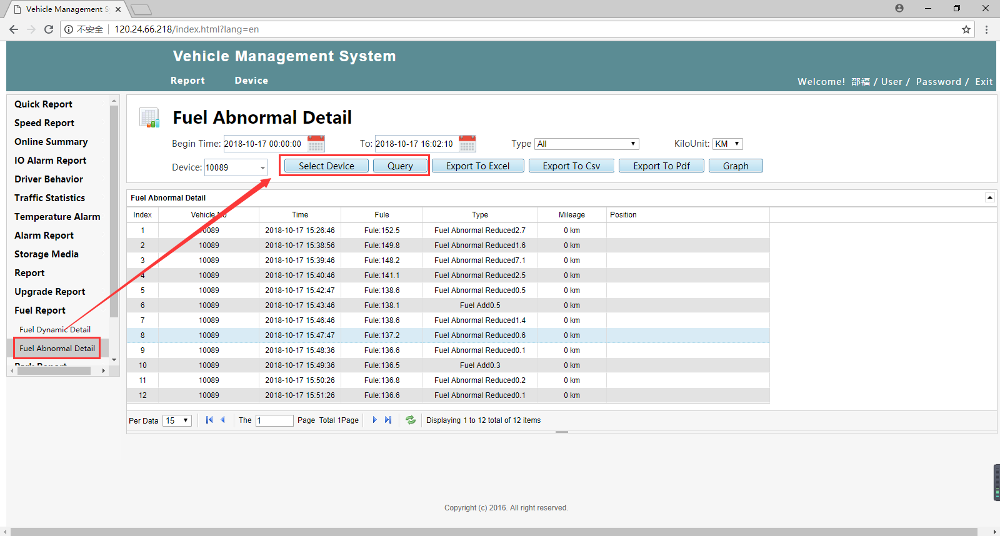 Vehicle Management S
不安全 120.24.66.218/index.html?lang=en
Vehicle Management System
Report Device
Welcome! 邵福 / User / Password / Exit
Quick Report
Speed Report
Online Summary
IO Alarm Report
Driver Behavior
Traffic Statistics
Temperature Alarm
Alarm Report
Storage Media
Report
Upgrade Report
Fuel Report
Fuel Dynamic Detail
Fuel Abnormal Detail
Park Report
Fuel Abnormal Detail
Begin Time: 2018-10-17 00:00:00 To: 2018-10-17 16:02:10 Type All KiloUnit: KM
Device: 10089 Select Device Query Export To Excel Export To Csv Export To Pdf Graph
Fuel Abnormal Detail
Index Vehicle No Time Fule Type Mileage Position
1 10089 2018-10-17 15:26:46 Fule:152.5 Fuel Abnormal Reduced2.7 0 km
2 10089 2018-10-17 15:38:56 Fule:149.8 Fuel Abnormal Reduced1.6 0 km
3 10089 2018-10-17 15:39:46 Fule:148.2 Fuel Abnormal Reduced7.1 0 km
4 10089 2018-10-17 15:40:46 Fule:141.1 Fuel Abnormal Reduced2.5 0 km
5 10089 2018-10-17 15:42:47 Fule:138.6 Fuel Abnormal Reduced0.5 0 km
6 10089 2018-10-17 15:43:46 Fule:138.1 Fuel Add0.5 0 km
7 10089 2018-10-17 15:46:46 Fule:138.6 Fuel Abnormal Reduced1.4 0 km
8 10089 2018-10-17 15:47:47 Fule:137.2 Fuel Abnormal Reduced0.6 0 km
9 10089 2018-10-17 15:48:36 Fule:136.6 Fuel Abnormal Reduced0.1 0 km
10 10089 2018-10-17 15:49:36 Fule:136.5 Fuel Add0.3 0 km
11 10089 2018-10-17 15:50:26 Fule:136.8 Fuel Abnormal Reduced0.2 0 km
12 10089 2018-10-17 15:51:26 Fule:136.6 Fuel Abnormal Reduced0.1 0 km
Per Data 15 The 1 Page Total 1Page Displaying 1 to 12 total of 12 items
Copyright (c) 2016. All right reserved.